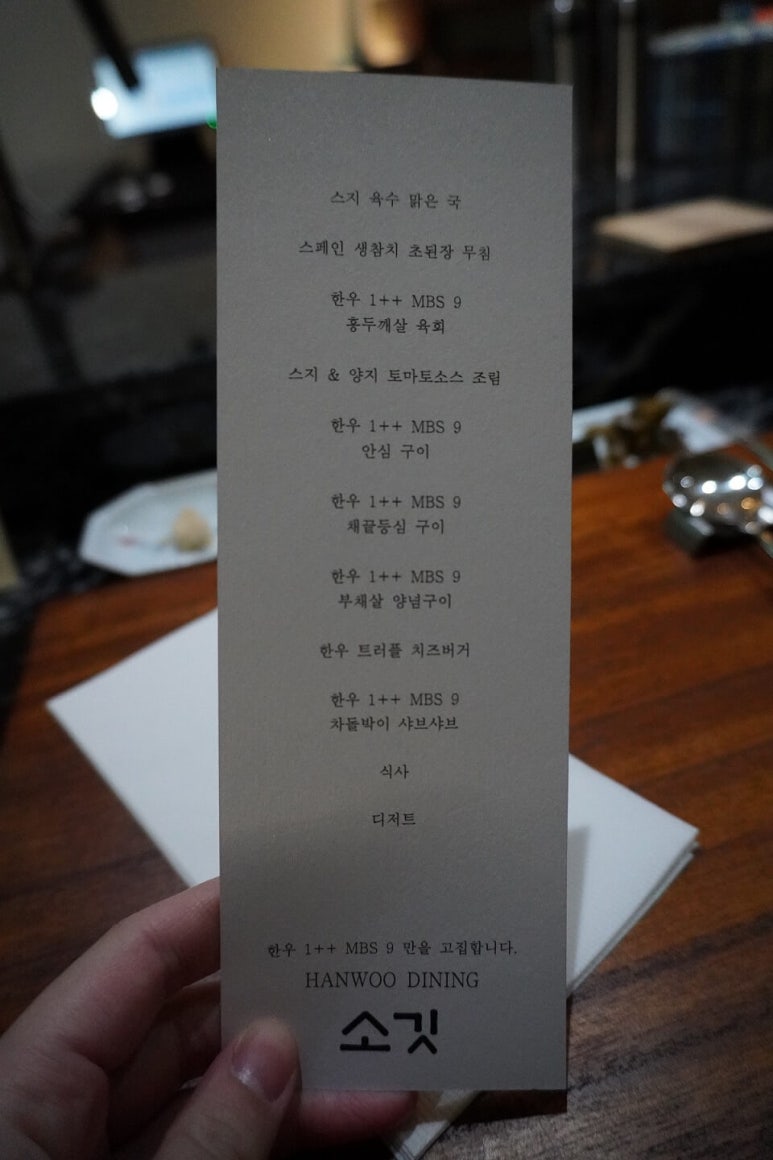 스지 육수 맑은 국
스페인 생참치 초된장 무침
한우 1++ MBS 9
홍두깨살 육회
스지 & 양지 토마토소스 조림
한우 1++ MBS 9
안심 구이
한우 1++ MBS 9
채끝등심 구이
한우 1++ MBS 9
부채살 양념구이
한우 트러플 치즈버거
한우 1++ MBS 9
차돌박이 샤브샤브
식사
디저트
한우 1++ MBS 9 만을 고집합니다.
HANWOO DINING
소깃